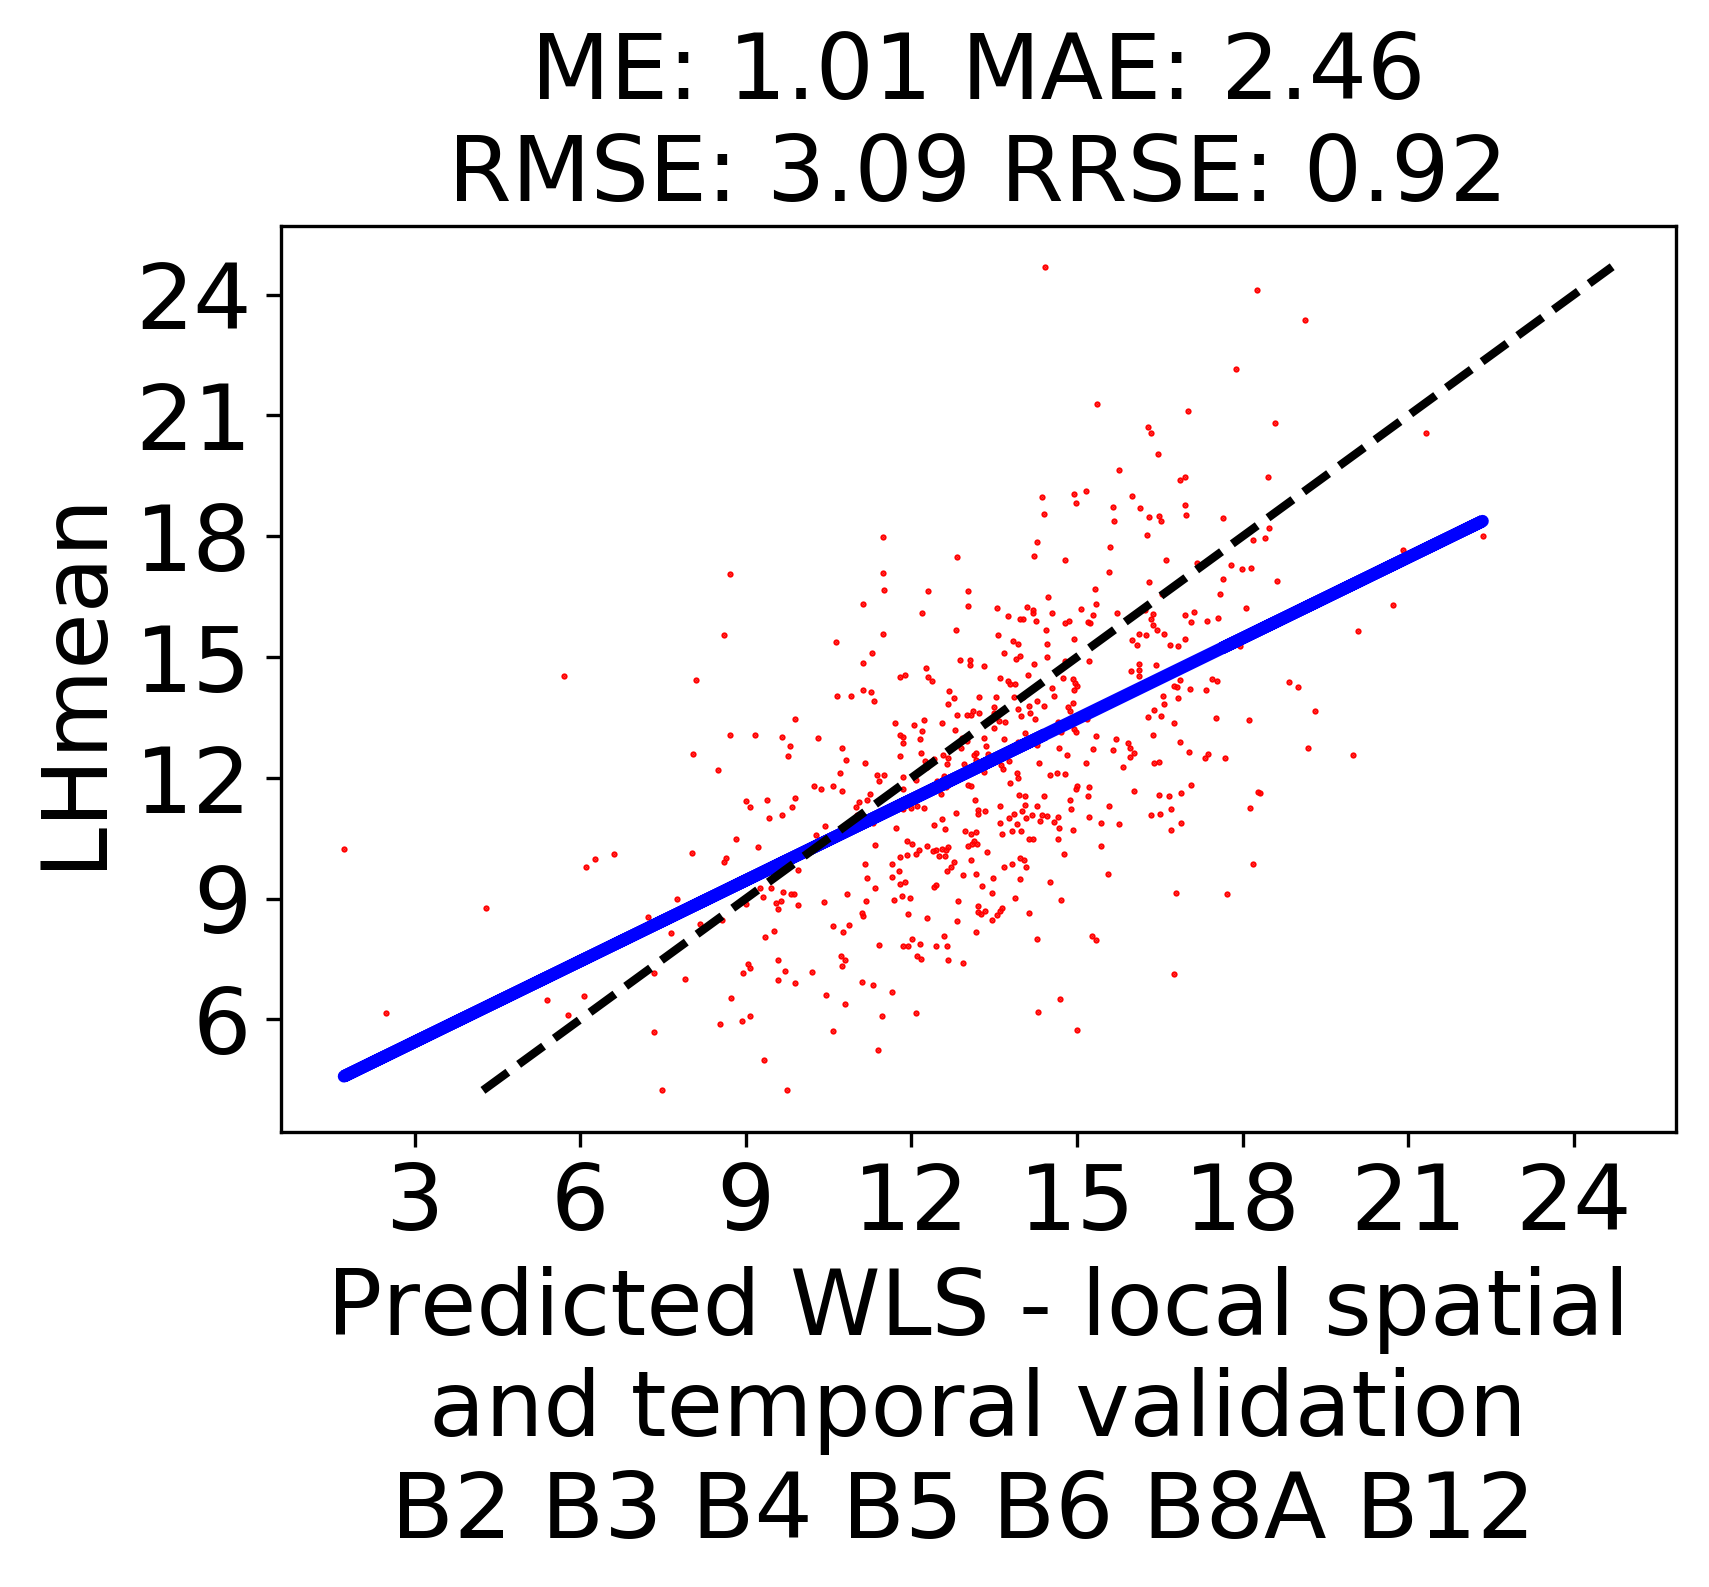 ME: 1.01 MAE: 2.46
RMSE: 3.09 RRSE: 0.92
24
21
18
15
12
9
6
LHmean
3 6 9 12 15 18 21 24
Predicted WLS - local spatial
and temporal validation
B2 B3 B4 B5 B6 B8A B12